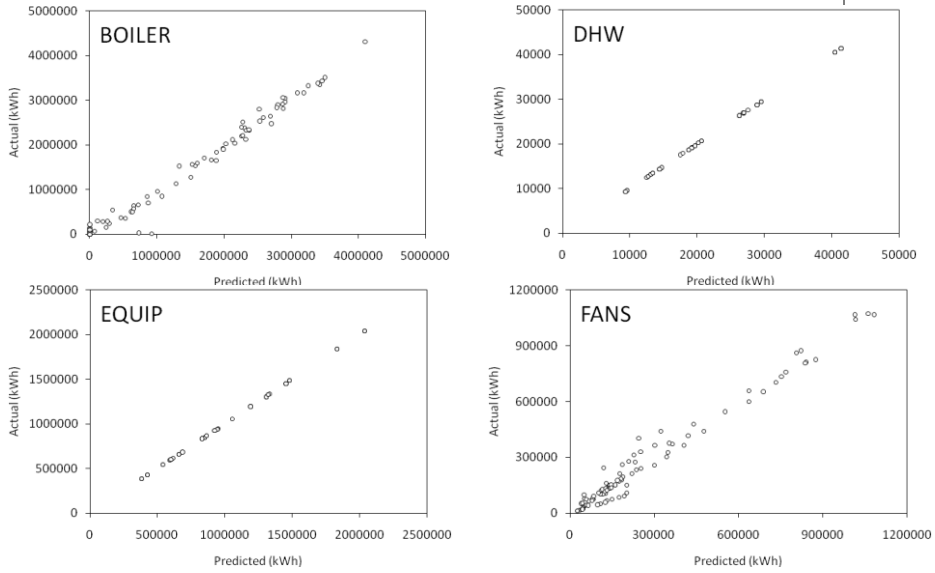 BOILER
5000000
4000000
3000000
2000000
1000000
0
Actual (kWh)
0 1000000 2000000 3000000 4000000 5000000
Predicted (kWh)
DHW
50000
40000
30000
20000
10000
0
Actual (kWh)
0 10000 20000 30000 40000 50000
Predicted (kWh)
EQUIP
2500000
2000000
1500000
1000000
500000
0
Actual (kWh)
0 500000 1000000 1500000 2000000 2500000
Predicted (kWh)
FANS
1200000
900000
600000
300000
0
Actual (kWh)
0 300000 600000 900000 1200000
Predicted (kWh)